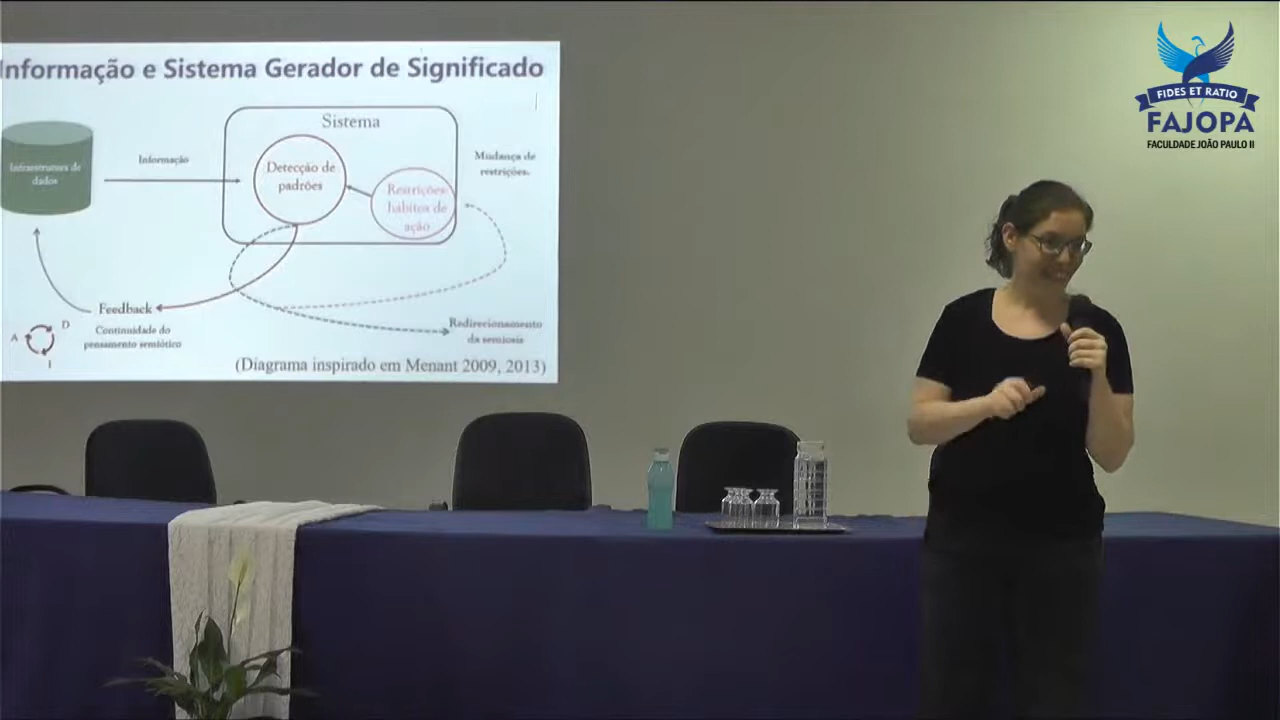 Informação e Sistema Gerador de Significado
Sistema
Infraestrutura de
dados
Informação
Detecção de
padrões
Restrições/
hábitos de
ação
Mudança de
restrições.
Feedback
Continuidade do
pensamento semiótico
A
D
I
Redirecionamento
da semiosis
(Diagrama inspirado em Menant 2009, 2013)
FIDES ET RATIO
FAJOPA
FACULDADE JOÃO PAULO II